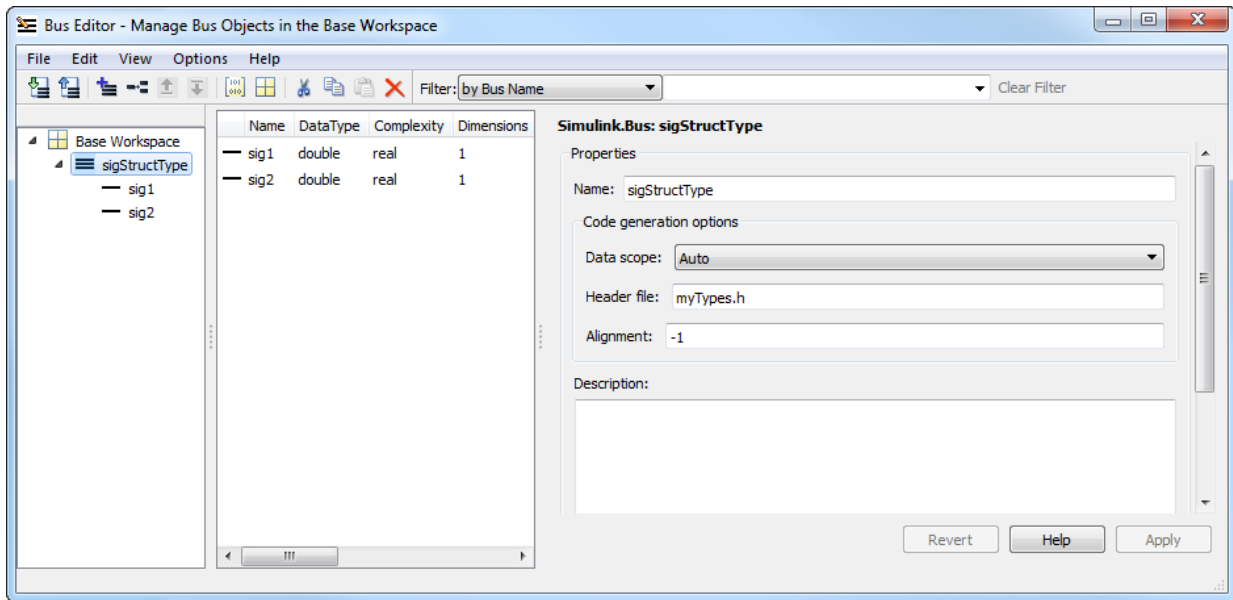 Bus Editor - Manage Bus Objects in the Base Workspace
File Edit View Options Help
Filter: by Bus Name Clear Filter
Base Workspace
sigStructType
sig1
sig2
Name DataType Complexity Dimensions
sig1 double real 1
sig2 double real 1
Simulink.Bus: sigStructType
Properties
Name: sigStructType
Code generation options
Data scope: Auto
Header file: myTypes.h
Alignment: -1
Description:
Revert Help Apply